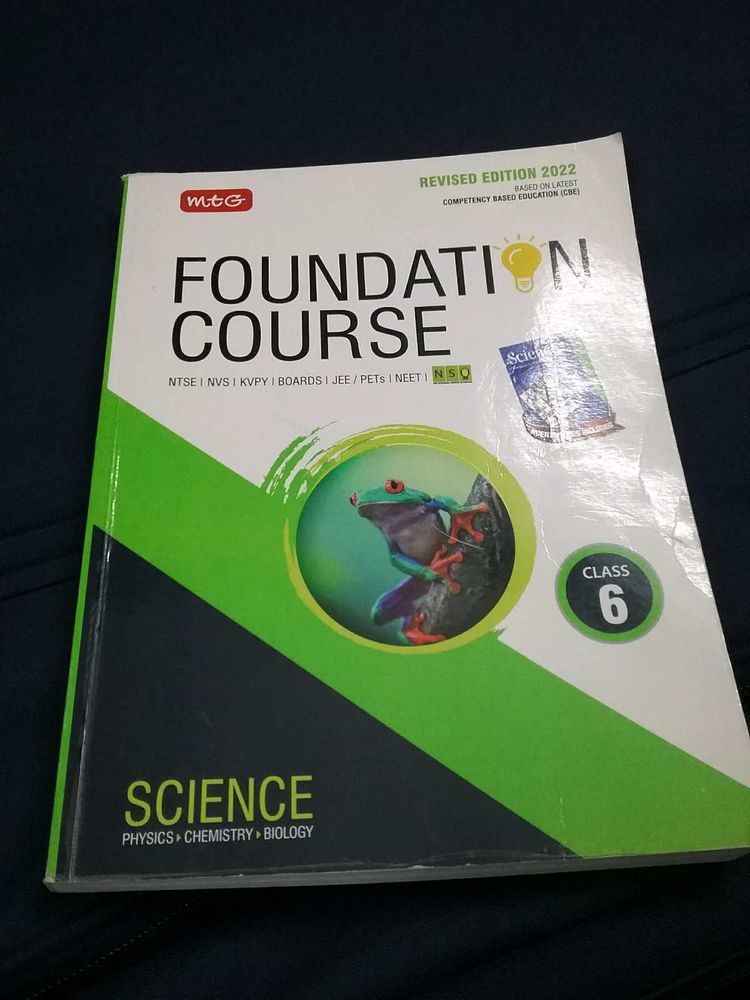 mtG
REVISED EDITION 2022
BASED ON LATEST
COMPETENCY BASED EDUCATION (CBE)
FOUNDATION
COURSE
NTSE | NVS | KVPY | BOARDS | JEE / PETs | NEET | NSO
Science
CLASS
6
SCIENCE
PHYSICS CHEMISTRY BIOLOGY